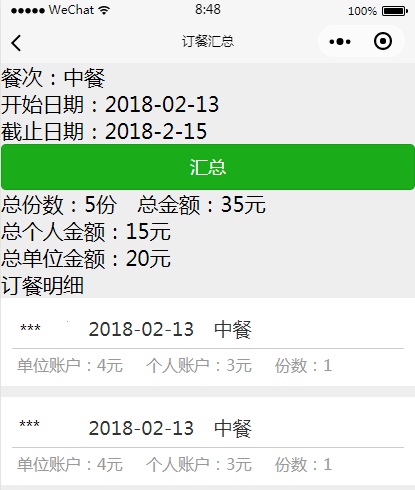 WeChat 8:48 100%
订餐汇总
餐次：中餐
开始日期：2018-02-13
截止日期：2018-2-15
汇总
总份数：5份 总金额：35元
总个人金额：15元
总单位金额：20元
订餐明细
*** 2018-02-13 中餐
单位账户：4元 个人账户：3元 份数：1
*** 2018-02-13 中餐
单位账户：4元 个人账户：3元 份数：1